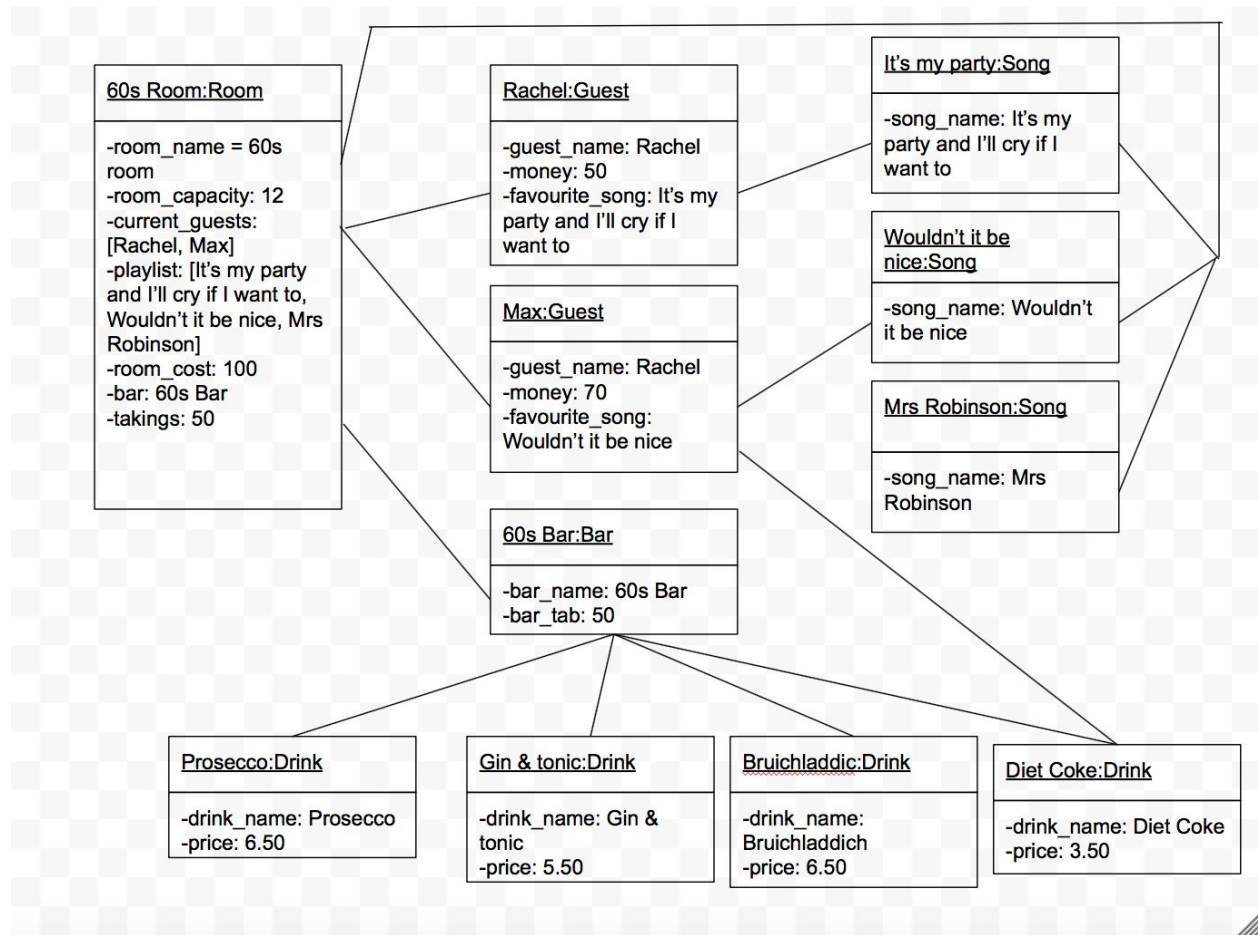 60s Room:Room
-room_name = 60s
room
-room_capacity: 12
-current_guests:
[Rachel, Max]
-playlist: [It's my party
and I'll cry if I want to,
Wouldn't it be nice, Mrs
Robinson]
-room_cost: 100
-bar: 60s Bar
-takings: 50
Rachel:Guest
-guest_name: Rachel
-money: 50
-favourite_song: It's my
party and I'll cry if I
want to
Max:Guest
-guest_name: Rachel
-money: 70
-favourite_song:
Wouldn't it be nice
60s Bar:Bar
-bar_name: 60s Bar
-bar_tab: 50
It's my party:Song
-song_name: It's my
party and I'll cry if I
want to
Wouldn't it be
nice:Song
-song_name: Wouldn't
it be nice
Mrs Robinson:Song
-song_name: Mrs
Robinson
Prosecco:Drink
-drink_name: Prosecco
-price: 6.50
Gin & tonic:Drink
-drink_name: Gin &
tonic
-price: 5.50
Bruichladdic:Drink
-drink_name:
Bruichladdich
-price: 6.50
Diet Coke:Drink
-drink_name: Diet Coke
-price: 3.50